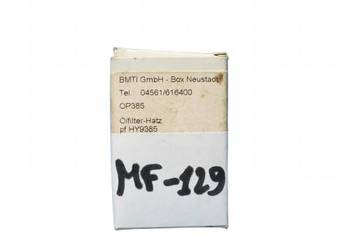 BMTI GmbH - Box Neustadt
Tel. 04561/616400
OP385
Ölfilter-Hatz
pf HY9385
MF-129